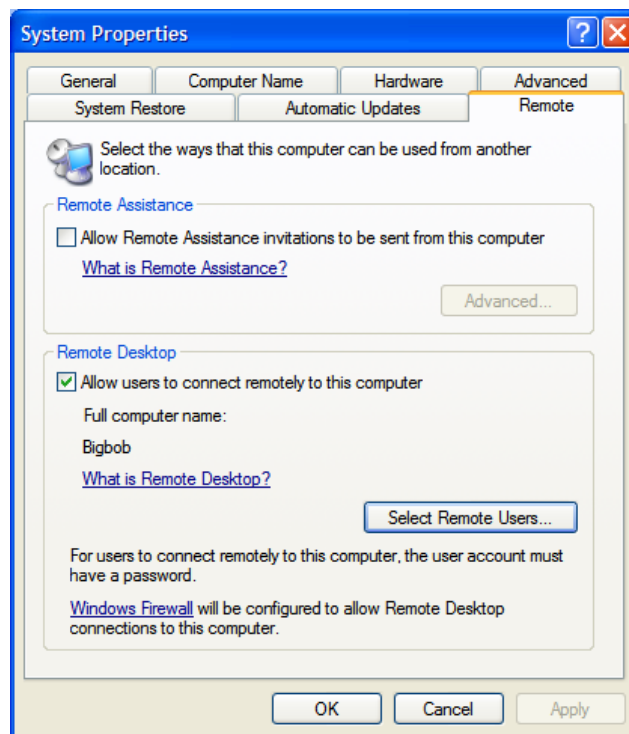 System Properties
General Computer Name Hardware Advanced
System Restore Automatic Updates Remote
Select the ways that this computer can be used from another
location.
Remote Assistance
Allow Remote Assistance invitations to be sent from this computer
What is Remote Assistance?
Advanced...
Remote Desktop
Allow users to connect remotely to this computer
Full computer name:
Bigbob
What is Remote Desktop?
Select Remote Users...
For users to connect remotely to this computer, the user account must
have a password.
Windows Firewall will be configured to allow Remote Desktop
connections to this computer.
OK Cancel Apply